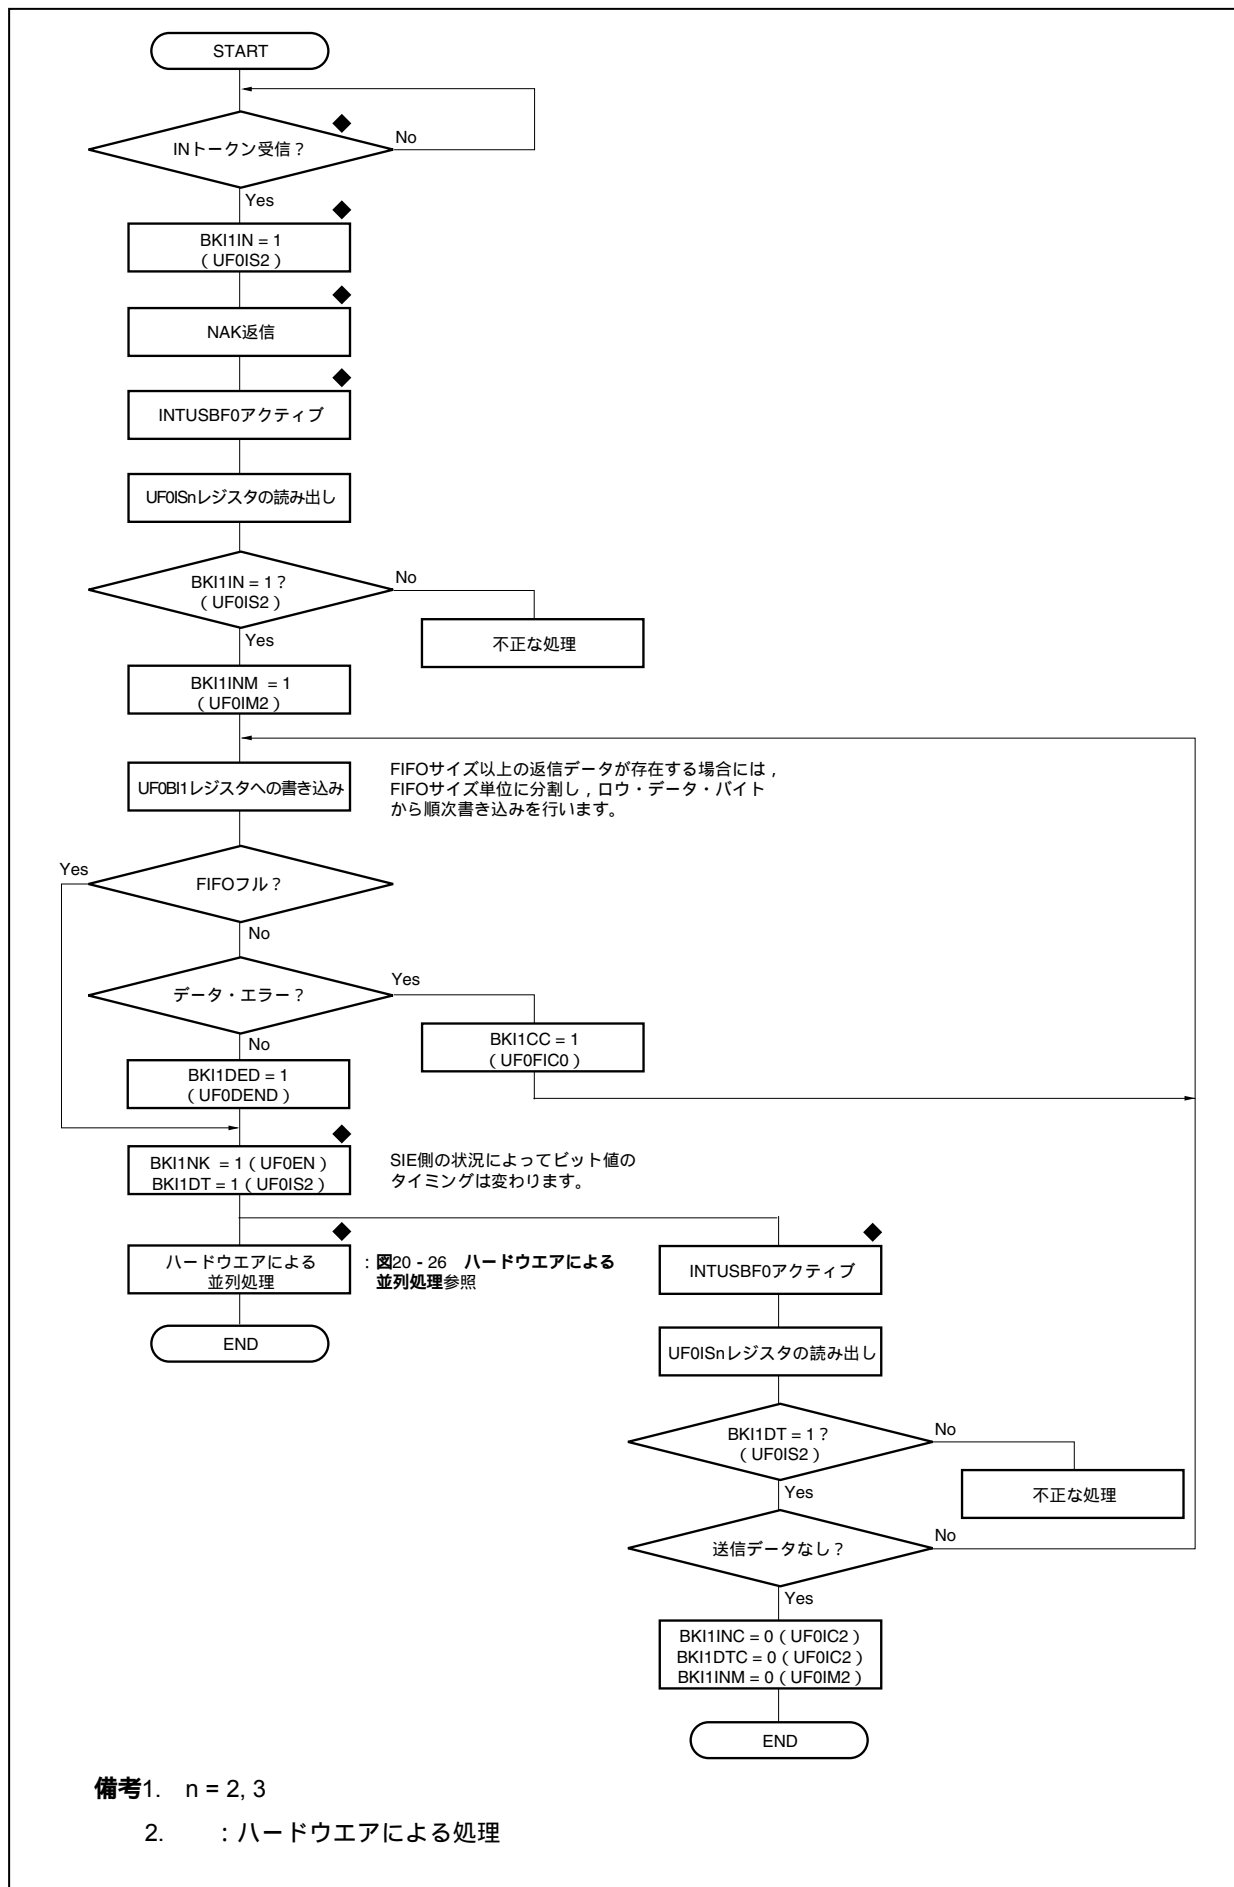 START
INトークン受信？
No
Yes
BKI1IN = 1
（UF0IS2）
NAK返信
INTUSBF0アクティブ
UF0ISnレジスタの読み出し
BKI1IN = 1？
（UF0IS2）
No
不正な処理
Yes
BKI1INM = 1
（UF0IM2）
UF0BI1レジスタへの書き込み
FIFOサイズ以上の返信データが存在する場合には，
FIFOサイズ単位に分割し，ロウ・データ・バイト
から順次書き込みを行います。
Yes
FIFOフル？
No
データ・エラー？
Yes
BKI1CC = 1
（UF0FIC0）
No
BKI1DED = 1
（UF0DEND）
BKI1NK = 1（UF0EN）
BKI1DT = 1（UF0IS2）
SIE側の状況によってビット値の
タイミングは変わります。
ハードウエアによる
並列処理
：図20 - 26 ハードウエアによる
並列処理参照
END
INTUSBF0アクティブ
UF0ISnレジスタの読み出し
BKI1DT = 1？
（UF0IS2）
No
不正な処理
Yes
送信データなし？
No
Yes
BKI1INC = 0（UF0IC2）
BKI1DTC = 0（UF0IC2）
BKI1INM = 0（UF0IM2）
END
備考1. n = 2, 3
2. ：ハードウエアによる処理